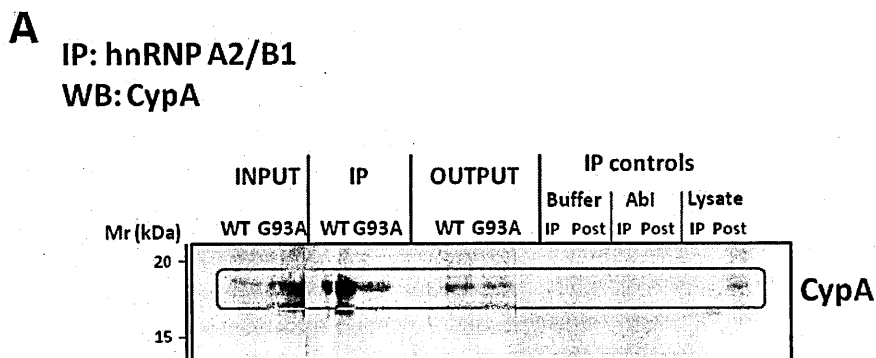 A
IP: hnRNP A2/B1
WB: CypA
INPUT IP OUTPUT IP controls
Buffer AbI Lysate
Mr (kDa) WT G93A WT G93A WT G93A IP Post IP Post IP Post
20
CypA
15